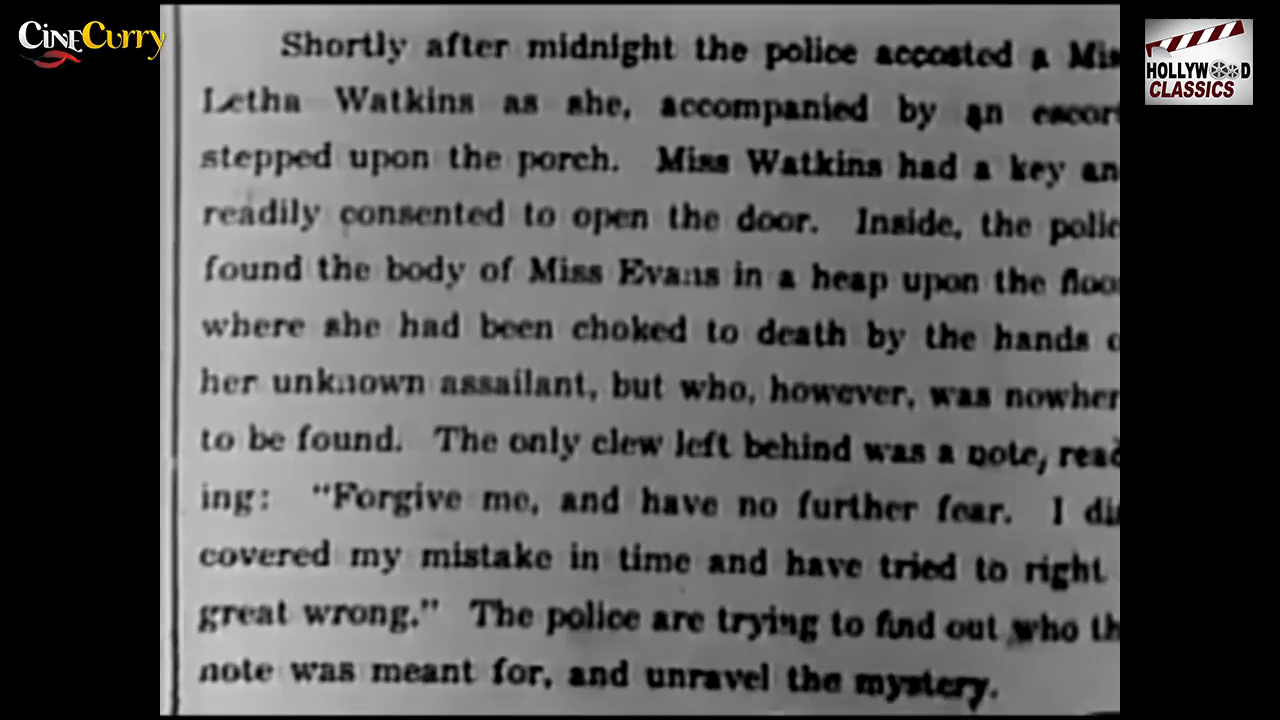 CINECURRY
HOLLYWOOD
CLASSICS
Shortly after midnight the police accosted a Mis
Letha Watkins as she, accompanied by an escort
stepped upon the porch. Miss Watkins had a key an
readily consented to open the door. Inside, the polic
found the body of Miss Evans in a heap upon the floor
where she had been choked to death by the hands o
her unknown assailant, but who, however, was nowher
to be found. The only clew left behind was a note, read
ing: "Forgive me, and have no further fear. I dis
covered my mistake in time and have tried to right
great wrong." The police are trying to find out who th
note was meant for, and unravel the mystery.